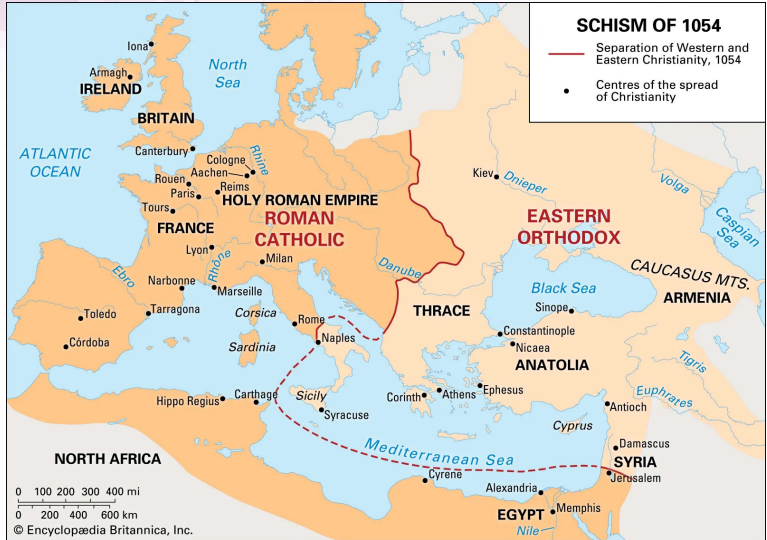 SCHISM OF 1054
Separation of Western and
Eastern Christianity, 1054
Centres of the spread
of Christianity
Iona
North
Sea
Armagh
IRELAND
BRITAIN
ATLANTIC
OCEAN
Canterbury
Cologne
Rhine
Aachen
Rouen
Reims
Paris
HOLY ROMAN EMPIRE
Tours
ROMAN
CATHOLIC
FRANCE
Kiev
Dnieper
Volga
Caspian
Sea
EASTERN
ORTHODOX
Lyon
Rhône
Milan
Danube
CAUCASUS MTS.
ARMENIA
Ebro
Narbonne
Marseille
Black Sea
Sinope
Toledo
Tarragona
Corsica
Rome
THRACE
Naples
Constantinople
Nicaea
Córdoba
Sardinia
ANATOLIA
Tigris
Euphrates
Hippo Regius
Carthage
Sicily
Syracuse
Corinth
Athens
Ephesus
Antioch
Cyprus
Mediterranean Sea
Damascus
SYRIA
Jerusalem
NORTH AFRICA
Cyrene
Alexandria
EGYPT
Memphis
Nile
0 100 200 300 400 mi
0 200 400 600 km
© Encyclopædia Britannica, Inc.